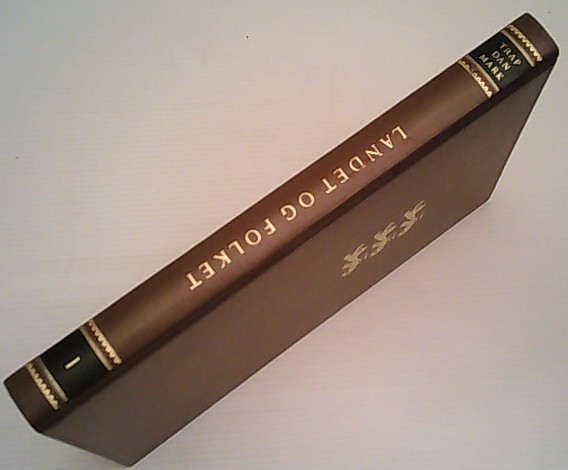 TRAP
DAN
MARK
LANDET OG FOLKET
I